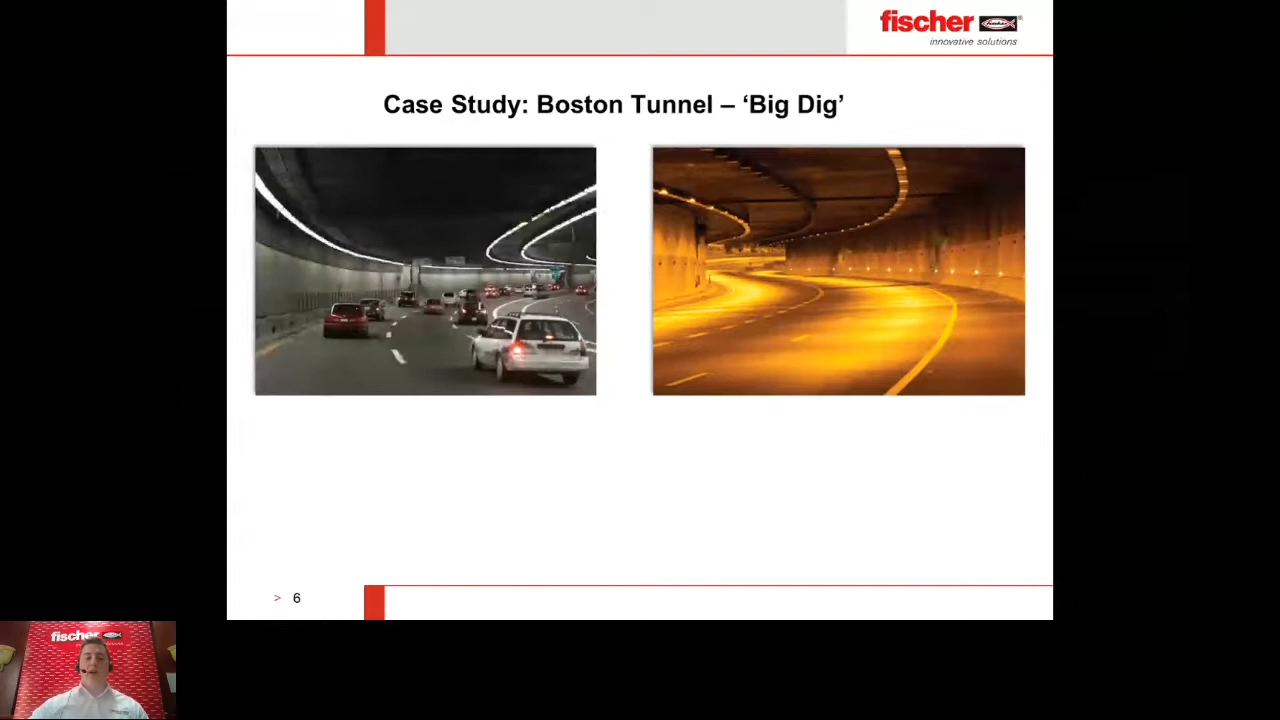 fischer
innovative solutions
Case Study: Boston Tunnel – ‘Big Dig’
> 6
fischer